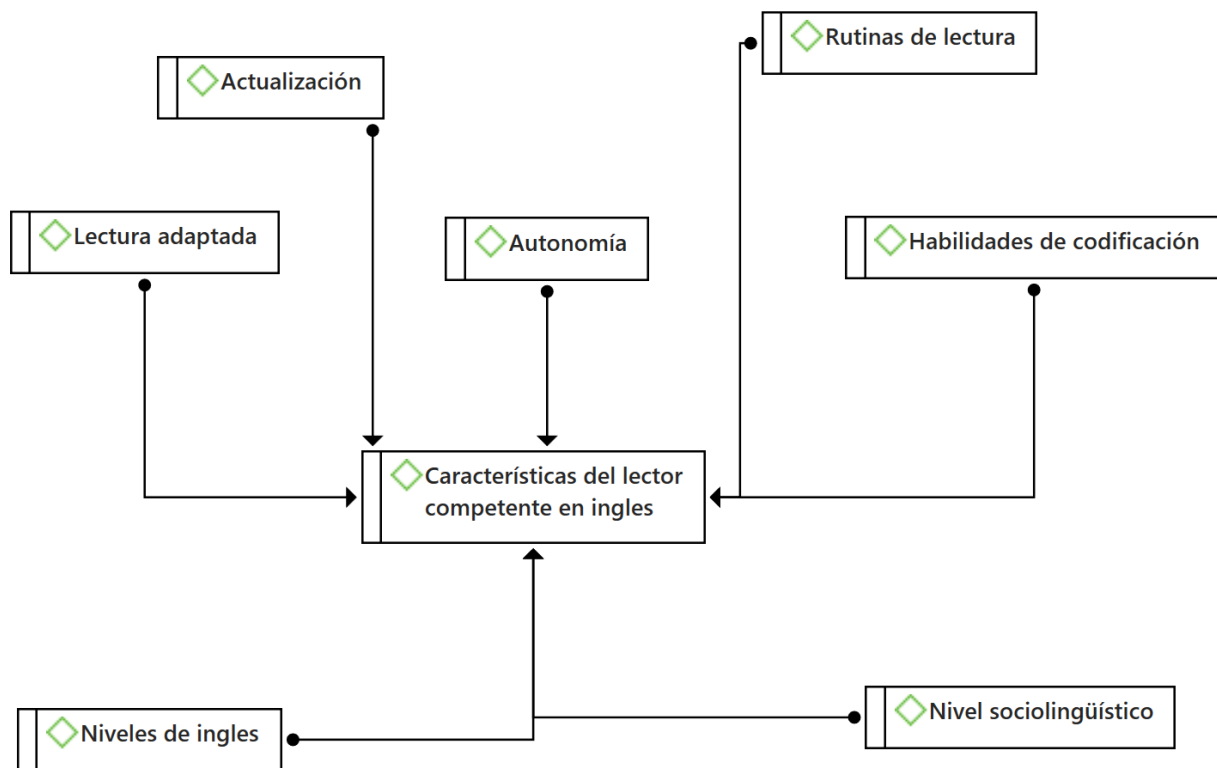 Rutinas de lectura
Actualización
Lectura adaptada
Autonomía
Habilidades de codificación
Características del lector
competente en ingles
Nivel sociolingüístico
Niveles de ingles